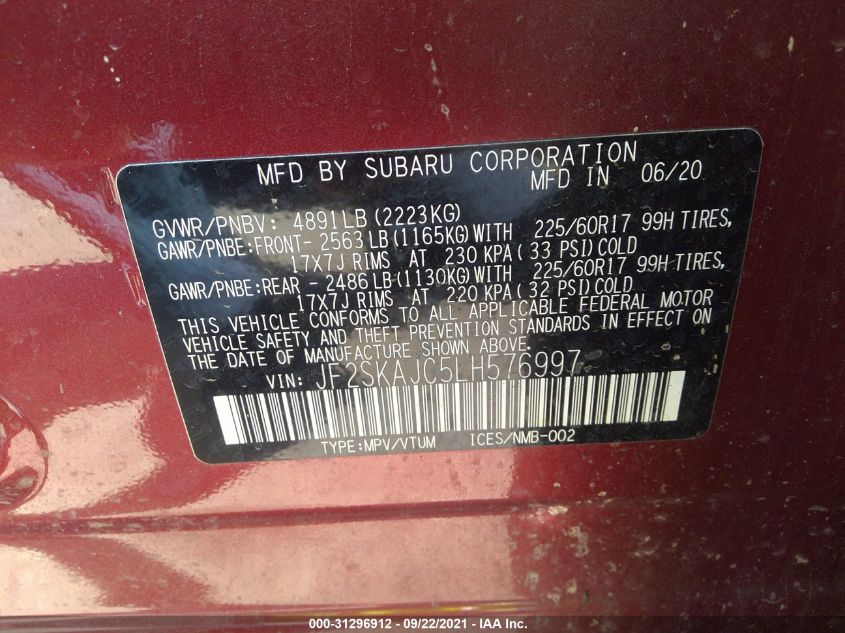 MFD BY SUBARU CORPORATION
MFD IN 06/20
GVWR/PNBV: 4891LB (2223KG)
GAWR/PNBE:FRONT- 2563 LB (1165KG) WITH 225/60R17 99H TIRES,
17X7J RIMS AT 230 KPA ( 33 PSI) COLD
GAWR/PNBE:REAR - 2486 LB (1130KG) WITH 225/60R17 99H TIRES,
17X7J RIMS AT 220 KPA ( 32 PSI) COLD
THIS VEHICLE CONFORMS TO ALL APPLICABLE FEDERAL MOTOR
VEHICLE SAFETY AND THEFT PREVENTION STANDARDS IN EFFECT ON
THE DATE OF MANUFACTURE SHOWN ABOVE.
VIN: JF2SKAJC5LH576997
TYPE:MPV/VTUM ICES/NMB-002
000-31296912 - 09/22/2021 - IAA Inc.